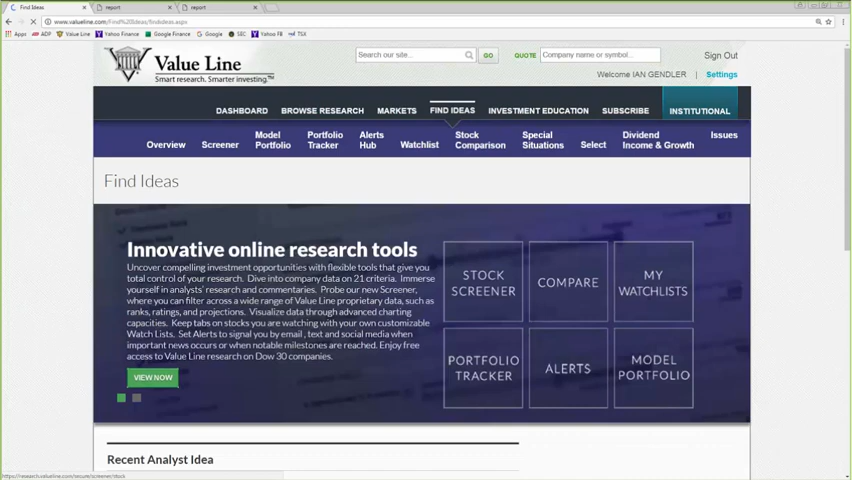 Find Ideas
report
report
www.valueline.com/Find%20Ideas/findideas.aspx
Apps ADP Value Line Yahoo Finance Google Finance Google SEC Yahoo FB TSX
Value Line
Smart research. Smarter investing.™
Search our site...
GO
QUOTE
Company name or symbol...
Sign Out
Welcome IAN GENDLER | Settings
DASHBOARD BROWSE RESEARCH MARKETS FIND IDEAS INVESTMENT EDUCATION SUBSCRIBE INSTITUTIONAL
Overview Screener Model Portfolio Portfolio Tracker Alerts Hub Watchlist Stock Comparison Special Situations Select Dividend Income & Growth Issues
Find Ideas
Innovative online research tools
Uncover compelling investment opportunities with flexible tools that give you
total control of your research. Dive into company data on 21 criteria. Immerse
yourself in analysts' research and commentaries. Probe our new Screener,
where you can filter across a wide range of Value Line proprietary data, such as
ranks, ratings, and projections. Visualize data through advanced charting
capacities. Keep tabs on stocks you are watching with your own customizable
Watch Lists. Set Alerts to signal you by email , text and social media when
important news occurs or when notable milestones are reached. Enjoy free
access to Value Line research on Dow 30 companies.
VIEW NOW
STOCK
SCREENER
COMPARE
MY
WATCHLISTS
PORTFOLIO
TRACKER
ALERTS
MODEL
PORTFOLIO
Recent Analyst Idea
https://research.valueline.com/secure/screener/stock